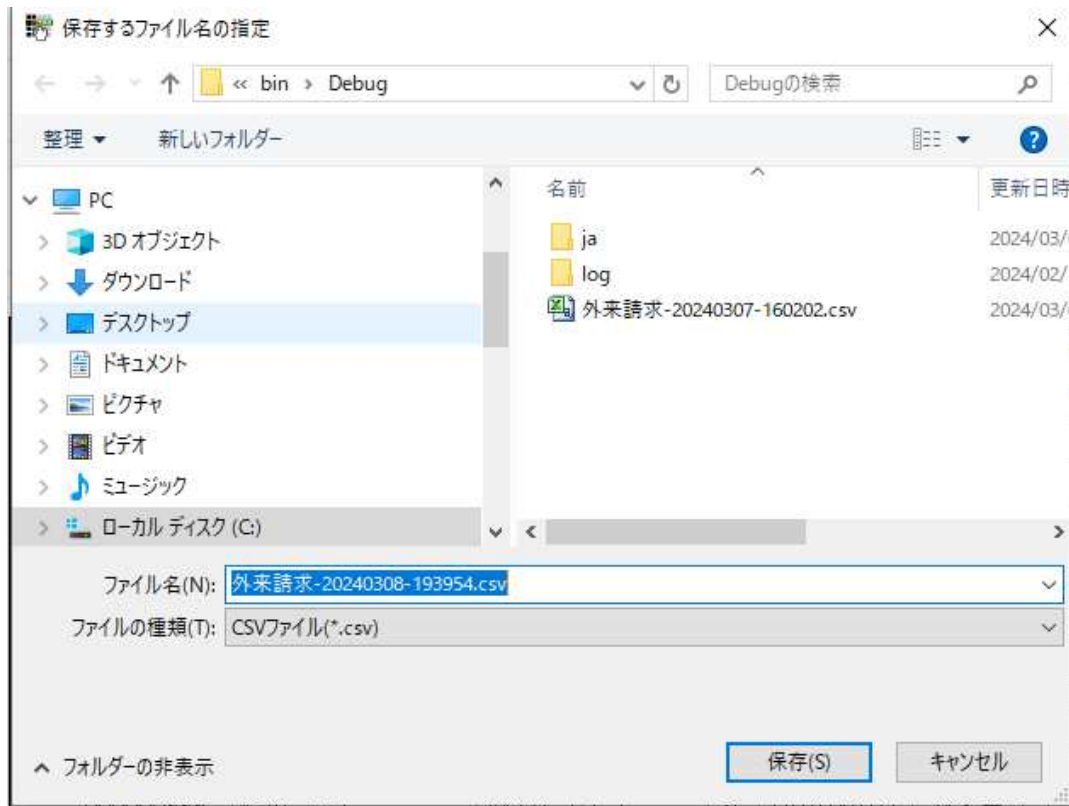 保存するファイル名の指定
« bin › Debug
Debugの検索
整理
新しいフォルダー
PC
名前
更新日時
3D オブジェクト
ja
2024/03/
ダウンロード
log
2024/02/
デスクトップ
外来請求-20240307-160202.csv
2024/03/
ドキュメント
ピクチャ
ビデオ
ミュージック
ローカル ディスク (C:)
ファイル名(N): 外来請求-20240308-193954.csv
ファイルの種類(T): CSVファイル(*.csv)
フォルダーの非表示
保存(S)
キャンセル